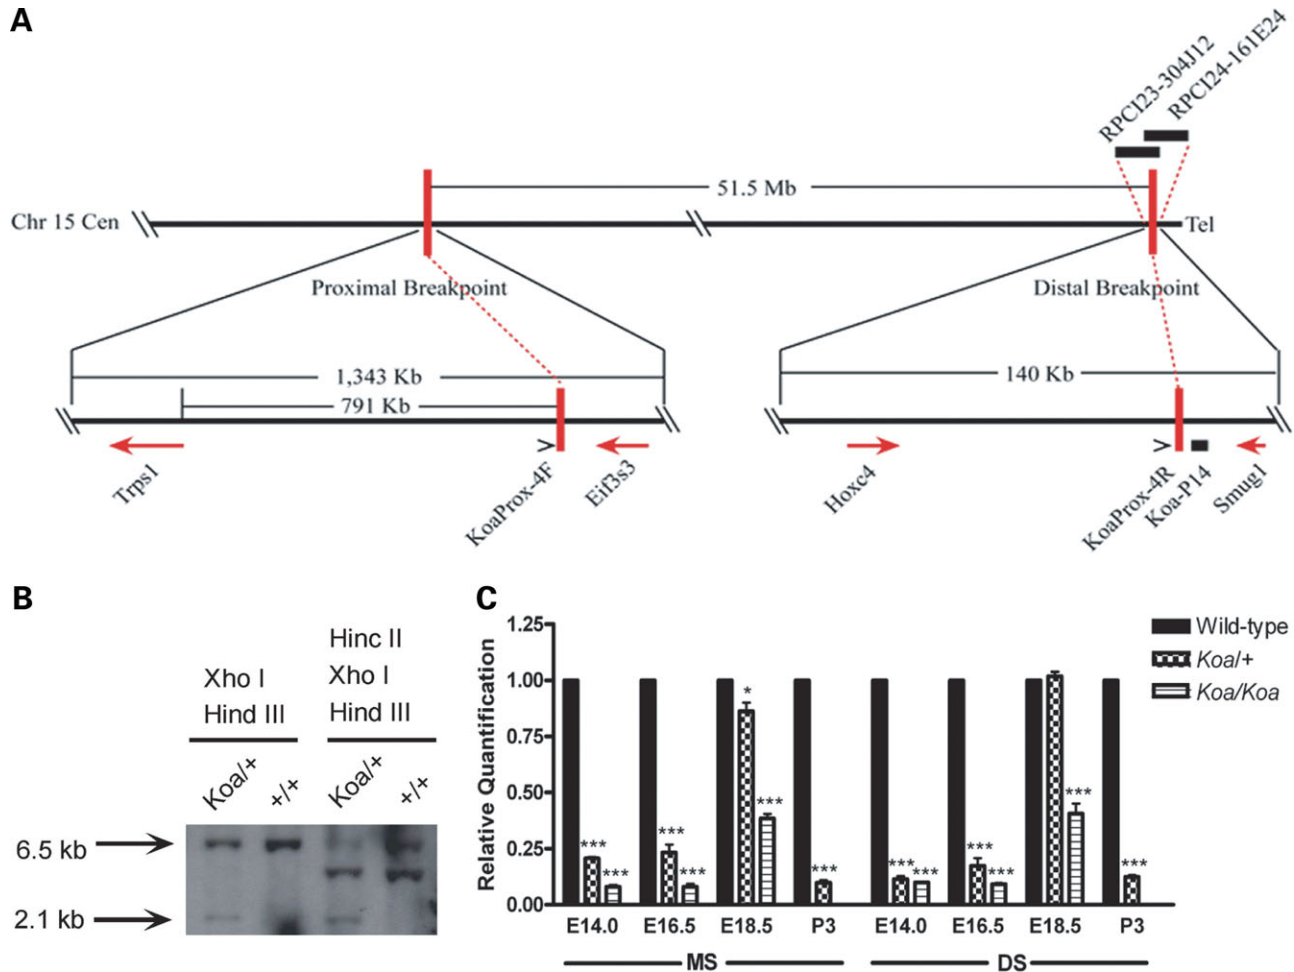 A
RPCI23-304J12
RPCI24-161E24
51.5 Mb
Chr 15 Cen
Tel
Proximal Breakpoint
Distal Breakpoint
1,343 Kb
791 Kb
140 Kb
Trps1
KoaProx-4F
>
Eif3s3
Hoxc4
>
KoaProx-4R
Koa-P14
Smug1
B
Xho I
Hind III
Hinc II
Xho I
Hind III
Koa/+
+/+
Koa/+
+/+
6.5 kb
2.1 kb
C
Relative Quantification
1.25
1.00
0.75
0.50
0.25
0.00
Wild-type
Koa/+
Koa/Koa
*** *** *** *** * *** *** *** *** *** *** *** ***
E14.0 E16.5 E18.5 P3 E14.0 E16.5 E18.5 P3
MS DS